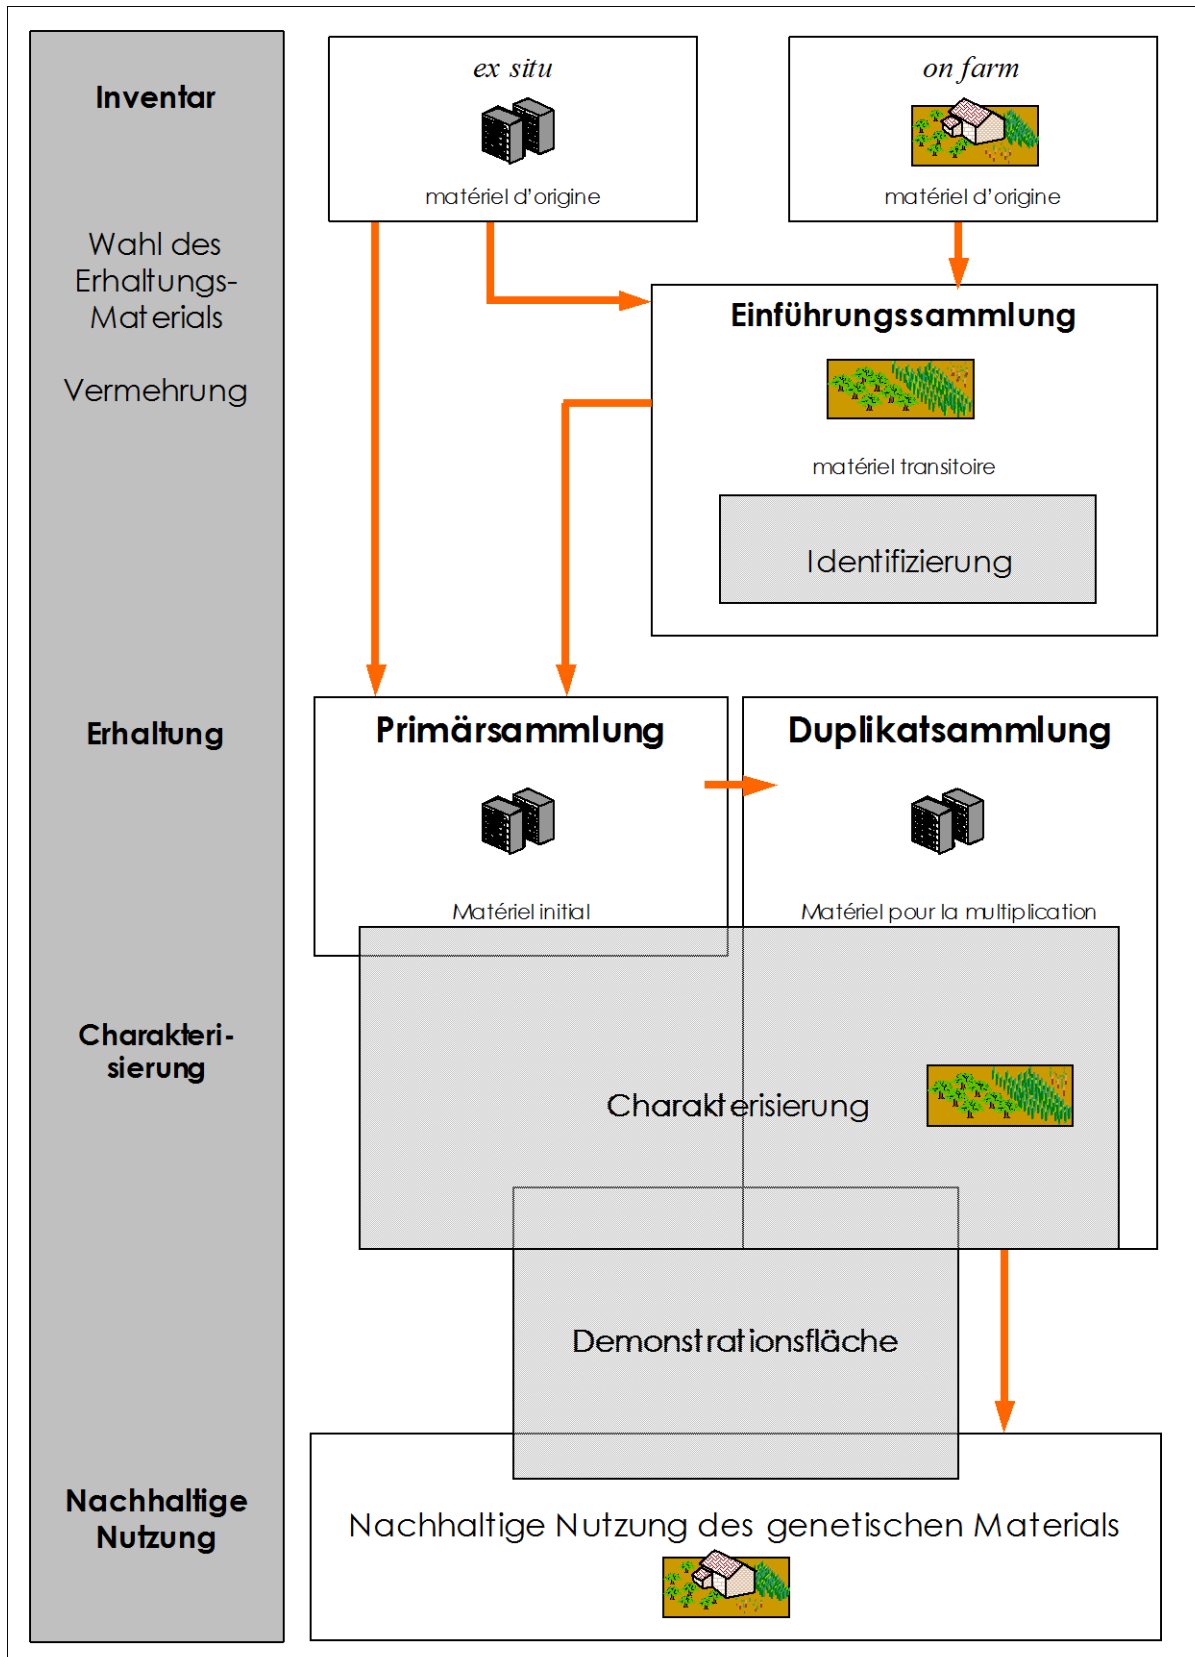 Inventar
Wahl des
Erhaltungs-
Materials
Vermehrung
Erhaltung
Charakteri-
sierung
Nachhaltige
Nutzung
ex situ
matériel d'origine
on farm
matériel d'origine
Einführungssammlung
matériel transitoire
Identifizierung
Primärsammlung
Matériel initial
Duplikatsammlung
Matériel pour la multiplication
Charakterisierung
Demonstrationsfläche
Nachhaltige Nutzung des genetischen Materials